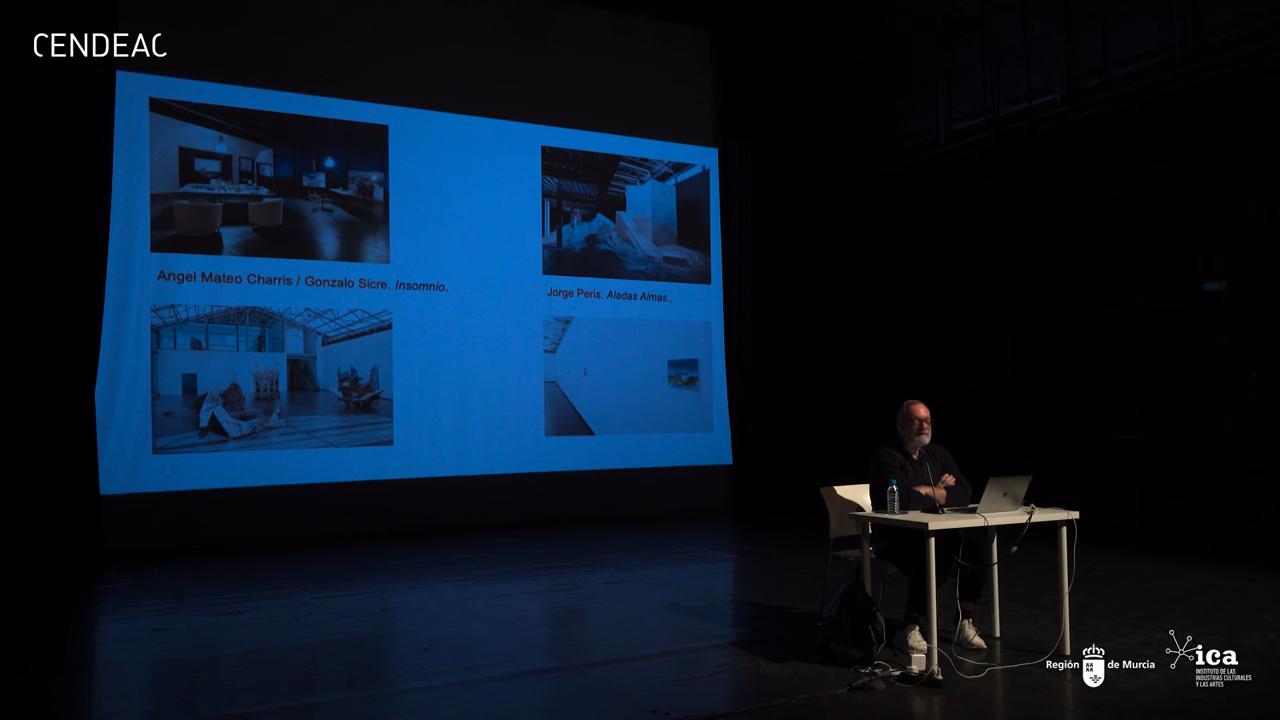 CENDEAC
Angel Mateo Charris / Gonzalo Sicre. Insomnio.
Jorge Peris. Aladas Almas..
Región de Murcia
ica
INSTITUTO DE LAS
INDUSTRIAS CULTURALES
Y LAS ARTES